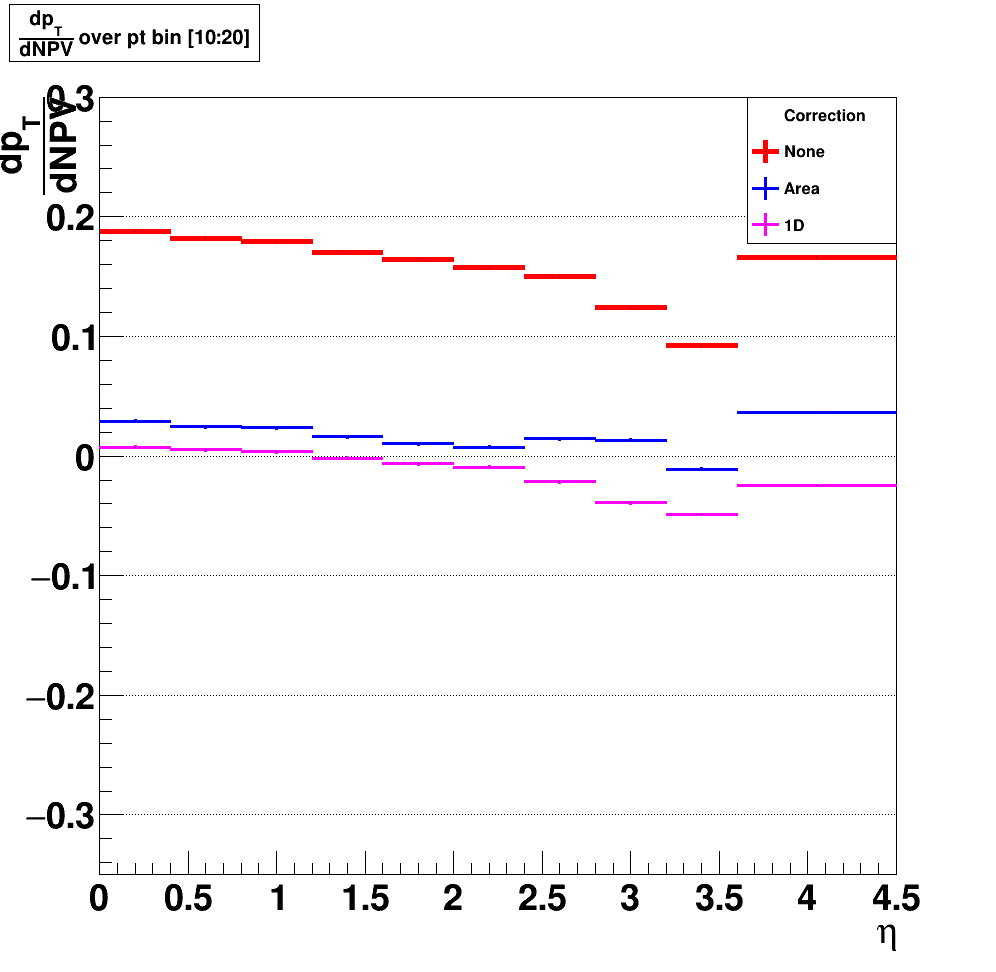 dp_T
dNPV over pt bin [10:20]
dp_T
dNPV
0.3
0.2
0.1
0
−0.1
−0.2
−0.3
Correction
None
Area
1D
0 0.5 1 1.5 2 2.5 3 3.5 4 4.5
η